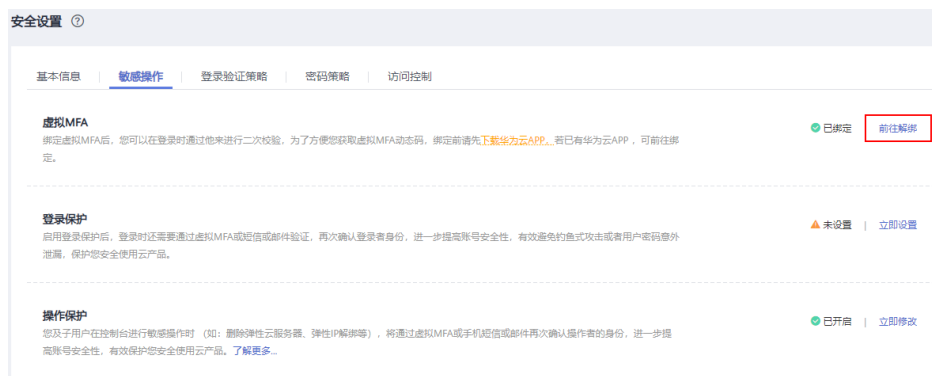 安全设置 ?
基本信息 | 敏感操作 | 登录验证策略 | 密码策略 | 访问控制
虚拟MFA
绑定虚拟MFA后，您可以在登录时通过他来进行二次校验，为了方便您获取虚拟MFA动态码，绑定前请先下载华为云APP。若已有华为云APP，可前往绑
定。
已绑定 前往解绑
登录保护
启用登录保护后，登录时还需要通过虚拟MFA或短信或邮件验证，再次确认登录者身份，进一步提高账号安全性，有效避免钓鱼式攻击或者用户密码意外
泄漏，保护您安全使用云产品。
未设置 | 立即设置
操作保护
您及子用户在控制台进行敏感操作时 （如：删除弹性云服务器、弹性IP解绑等），将通过虚拟MFA或手机短信或邮件再次确认操作者的身份，进一步提
高账号安全性，有效保护您安全使用云产品。了解更多...
已开启 | 立即修改